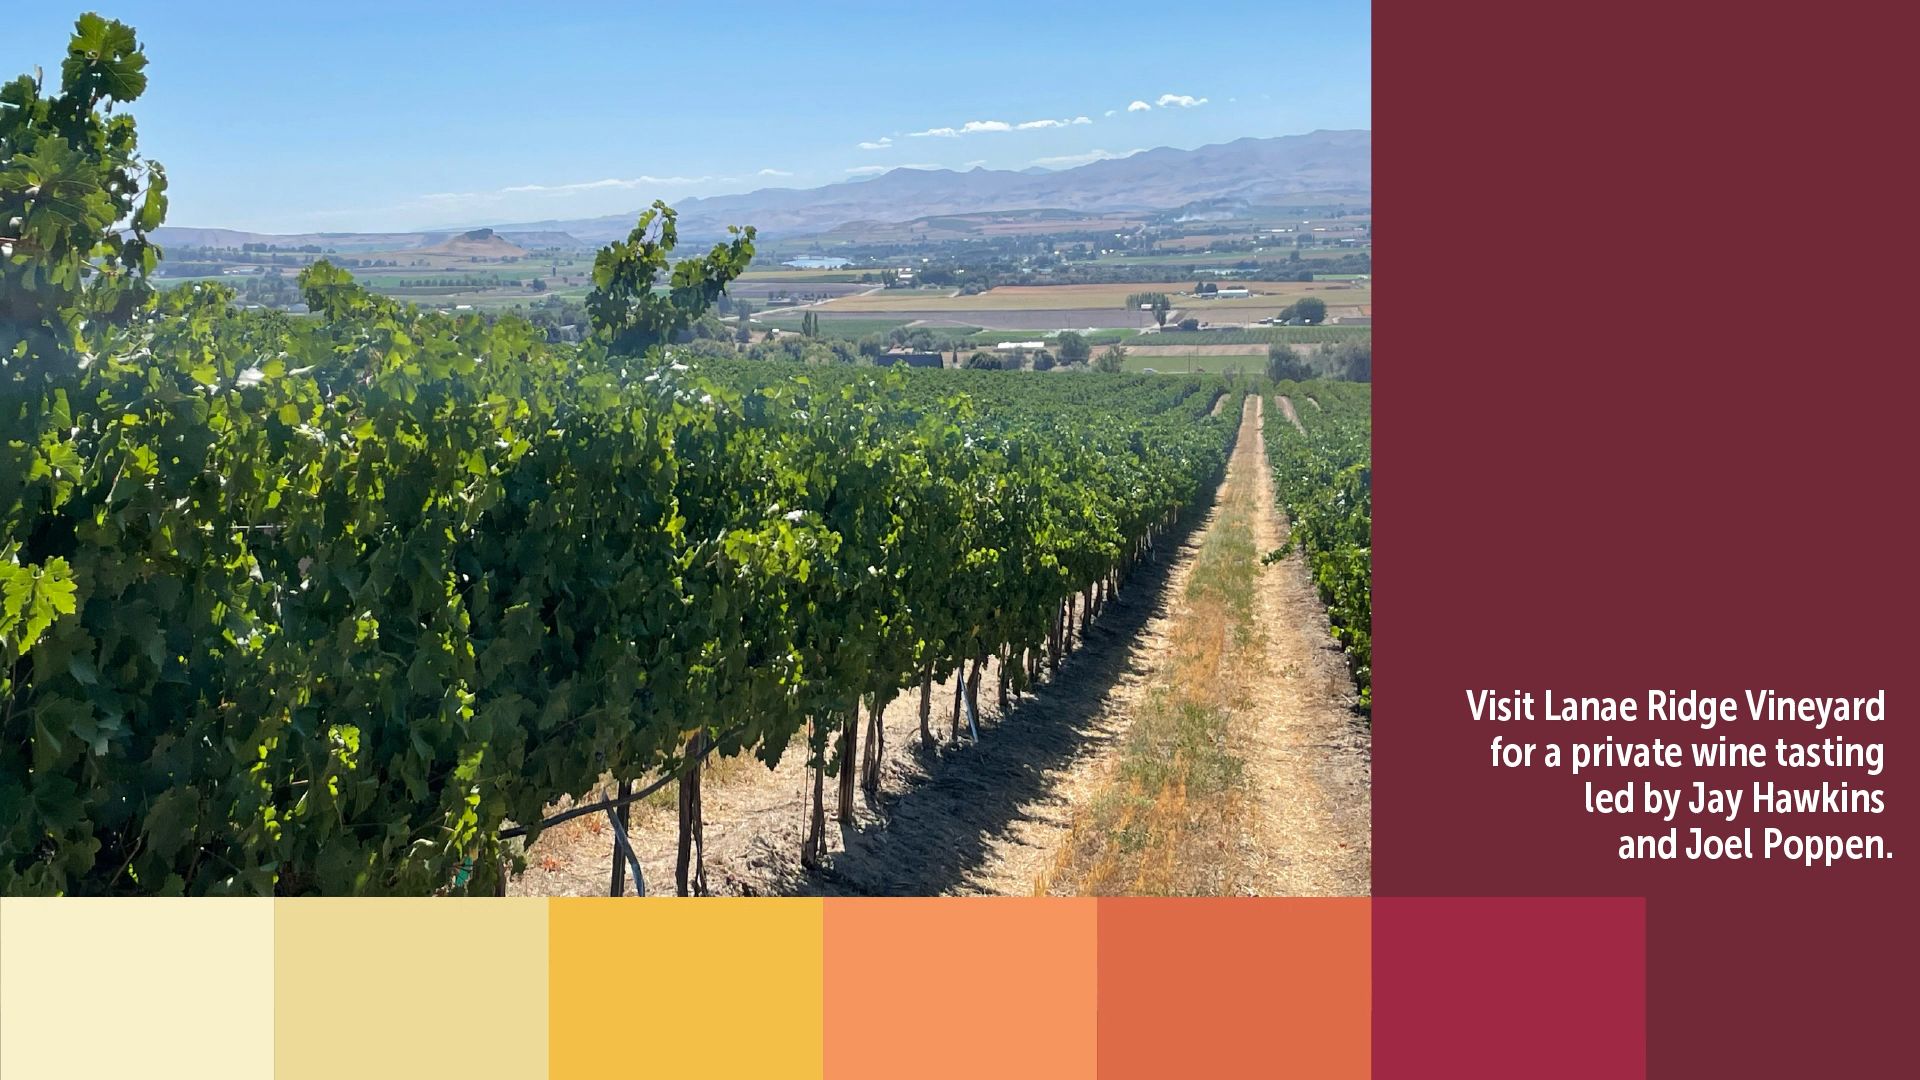 Visit Lanae Ridge Vineyard
for a private wine tasting
led by Jay Hawkins
and Joel Poppen.